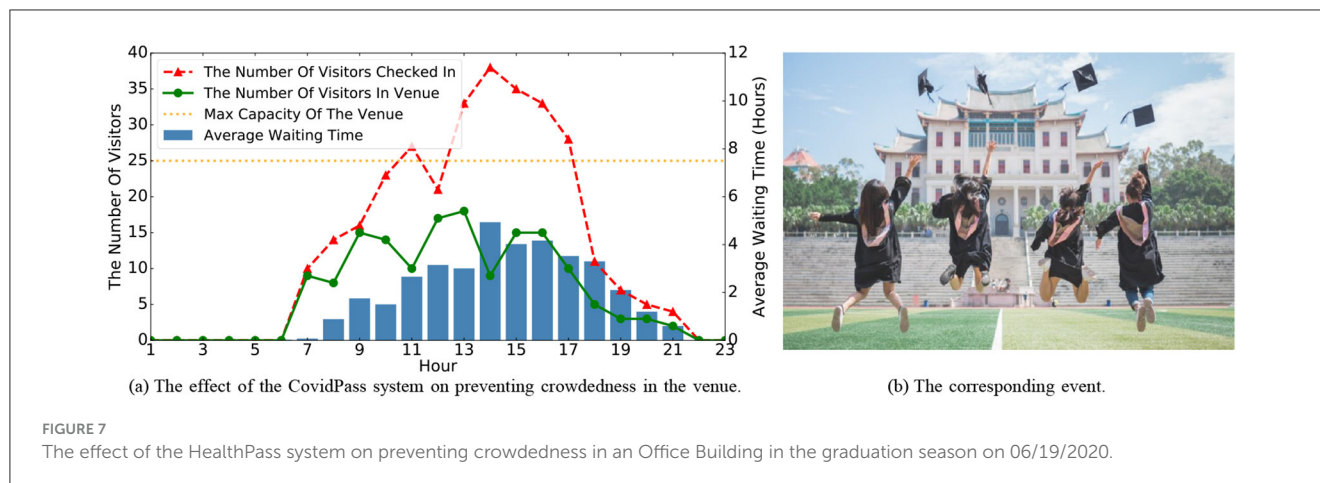 40
35
30
25
20
15
10
5
0
The Number Of Visitors
The Number Of Visitors Checked In
The Number Of Visitors In Venue
Max Capacity Of The Venue
Average Waiting Time
12
10
8
6
4
2
0
Average Waiting Time (Hours)
1 3 5 7 9 11 13 15 17 19 21 23
Hour
(a) The effect of the CovidPass system on preventing crowdedness in the venue.
(b) The corresponding event.
FIGURE 7
The effect of the HealthPass system on preventing crowdedness in an Office Building in the graduation season on 06/19/2020.